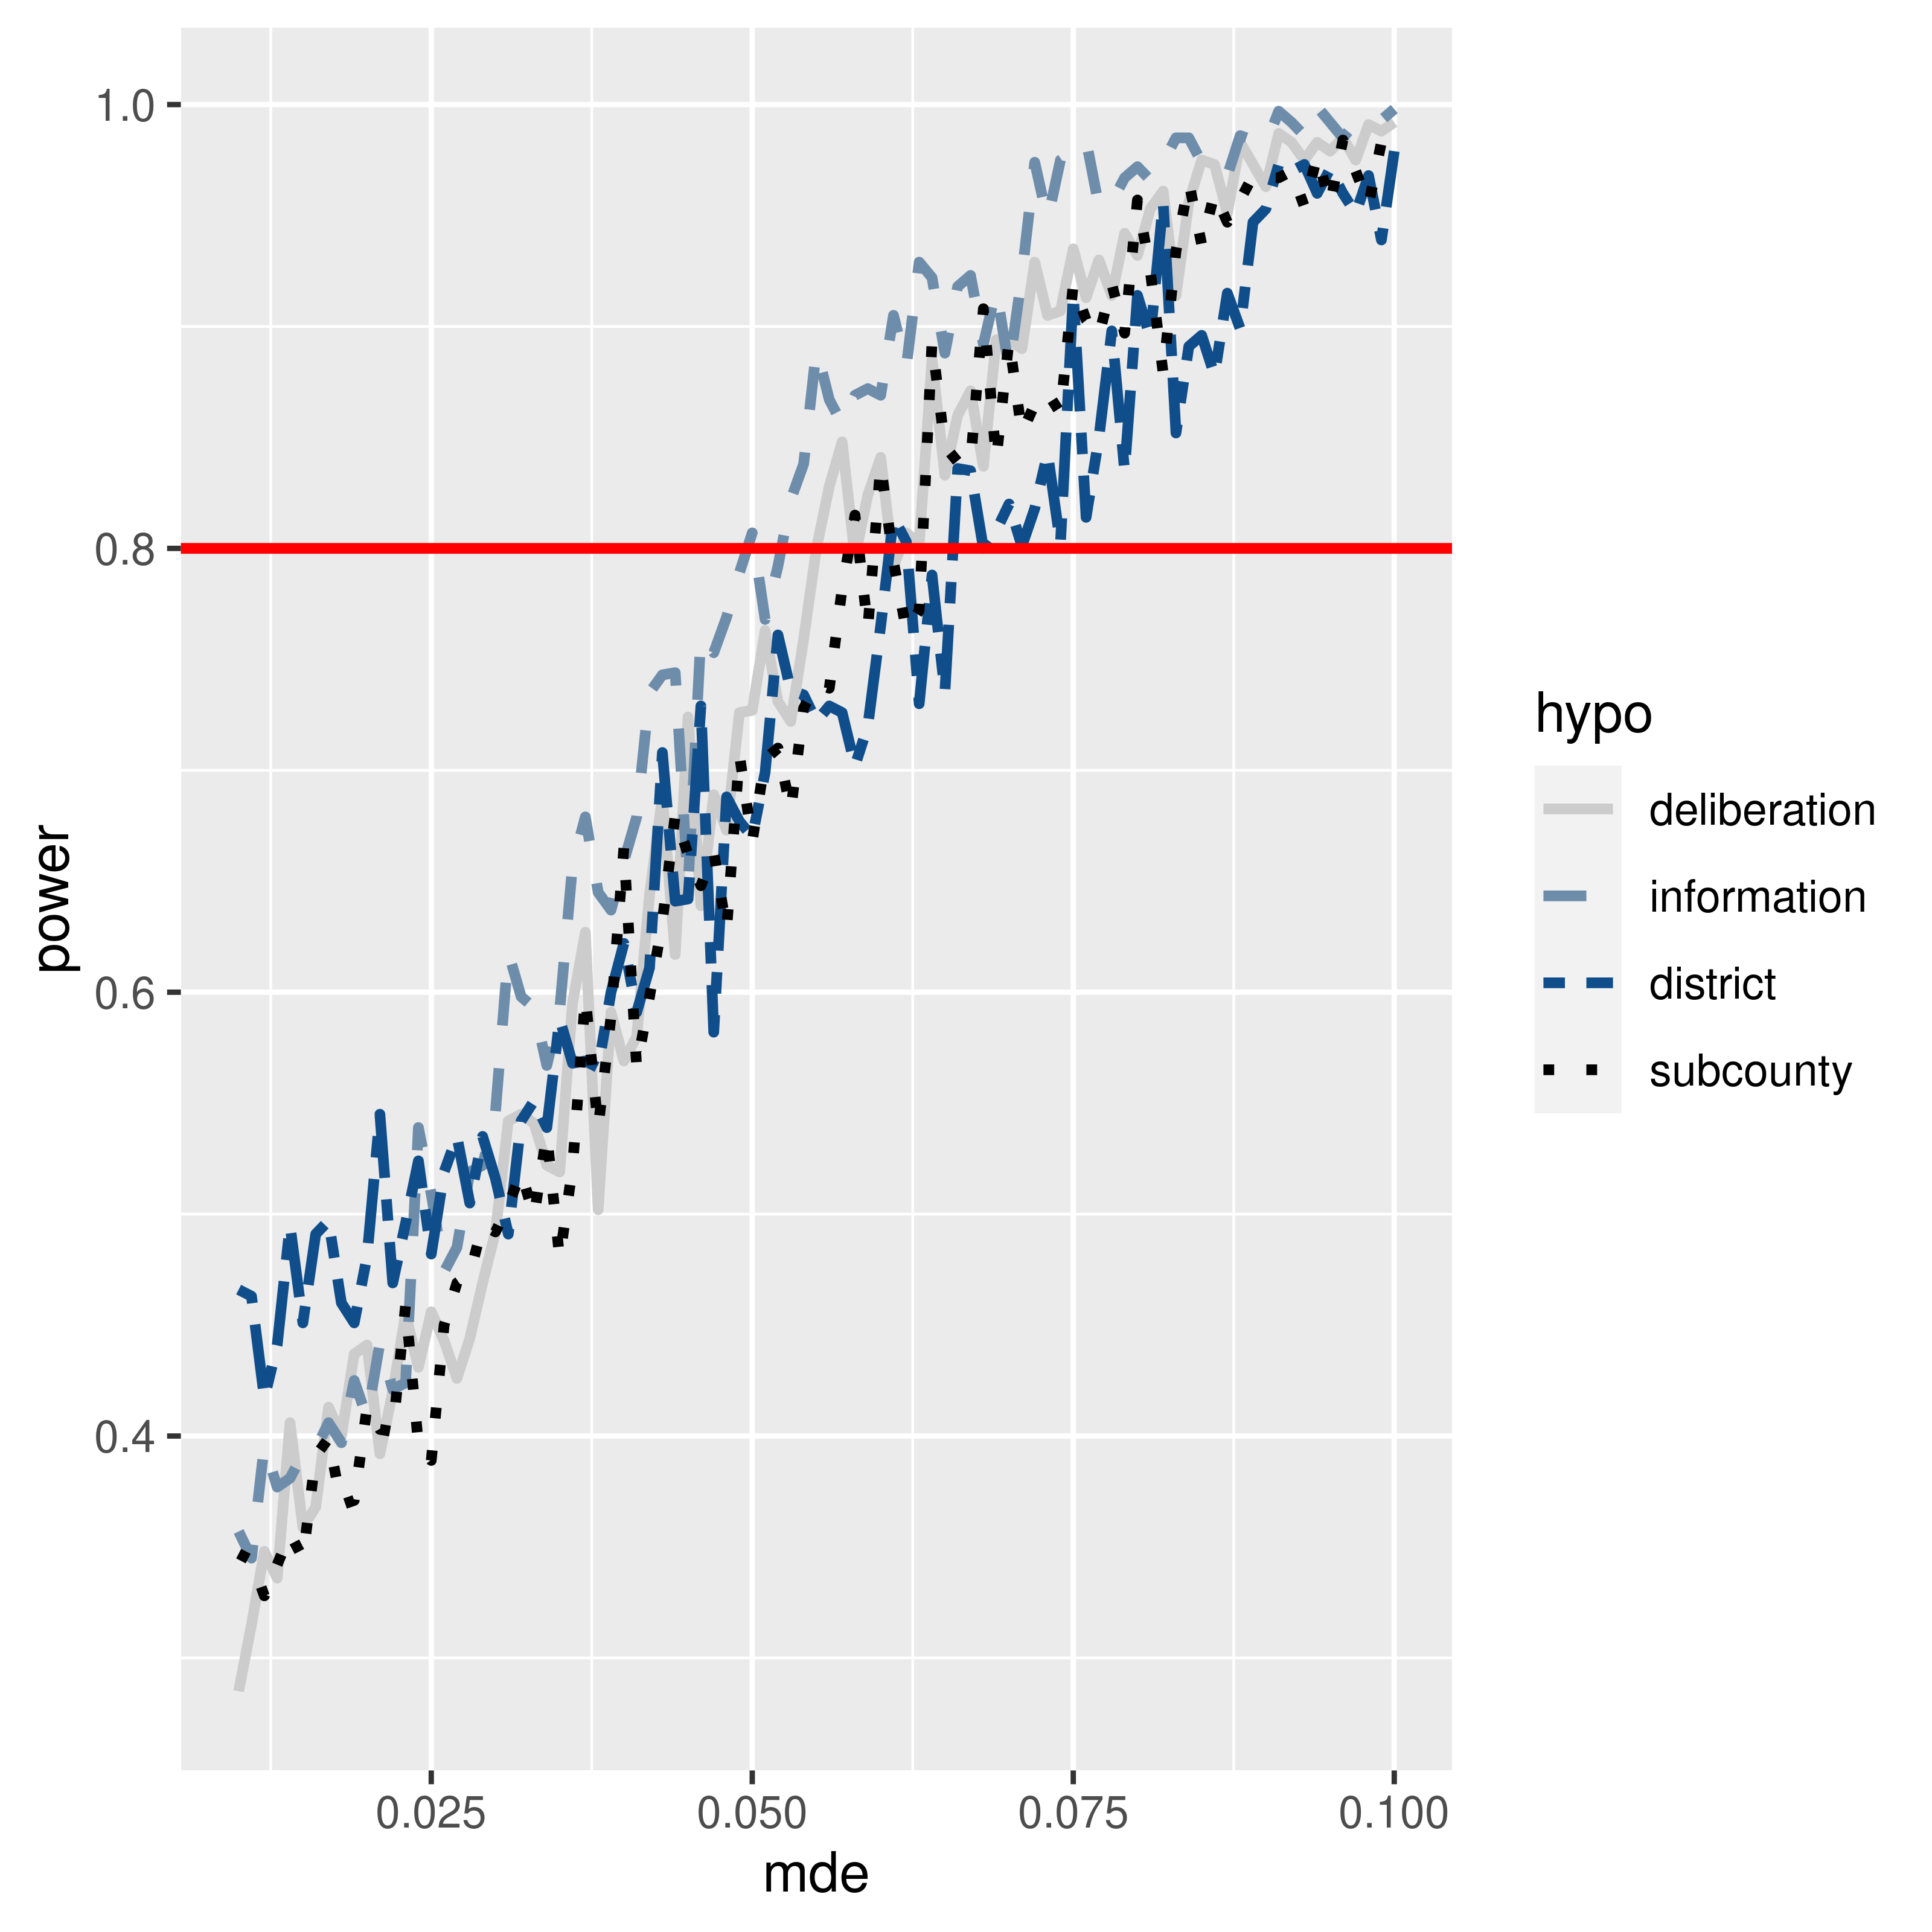 1.0
0.8
0.6
0.4
power
0.025 0.050 0.075 0.100
mde
hypo
deliberation
information
district
subcounty